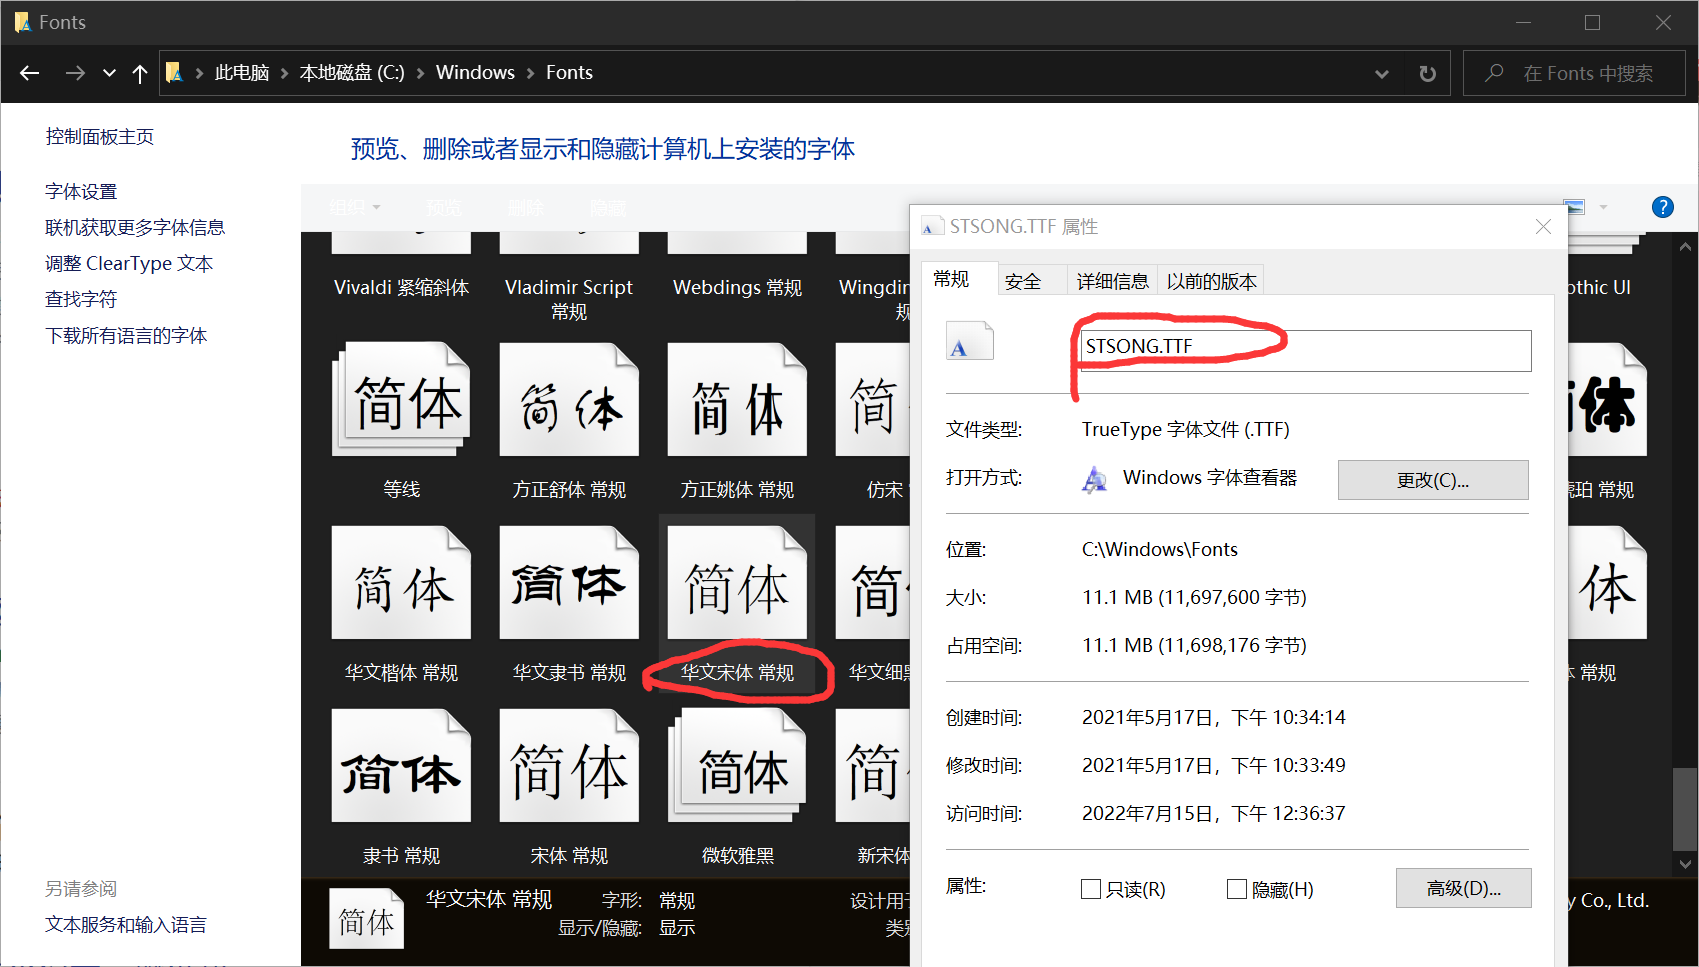 Fonts
此电脑 本地磁盘 (C:) Windows Fonts
在 Fonts 中搜索
控制面板主页
字体设置
联机获取更多字体信息
调整 ClearType 文本
查找字符
下载所有语言的字体
另请参阅
文本服务和输入语言
预览、删除或者显示和隐藏计算机上安装的字体
组织 预览 删除 隐藏
Vivaldi 紧缩斜体
Vladimir Script 常规
Webdings 常规
简体
简体
简体
简
等线
方正舒体 常规
方正姚体 常规
仿宋
琥珀 常规
简体
简体
简体
简
体
华文楷体 常规
华文隶书 常规
华文宋体 常规
华文细黑
体 常规
简体
简体
简体
简
隶书 常规
宋体 常规
微软雅黑
新宋体
简体
华文宋体 常规
字形: 常规
显示/隐藏: 显示
设计用于
类别
y Co., Ltd.
STSONG.TTF 属性
常规 安全 详细信息 以前的版本
STSONG.TTF
文件类型: TrueType 字体文件 (.TTF)
打开方式: Windows 字体查看器 更改(C)...
位置: C:\Windows\Fonts
大小: 11.1 MB (11,697,600 字节)
占用空间: 11.1 MB (11,698,176 字节)
创建时间: 2021年5月17日，下午 10:34:14
修改时间: 2021年5月17日，下午 10:33:49
访问时间: 2022年7月15日，下午 12:36:37
属性: 只读(R) 隐藏(H) 高级(D)...